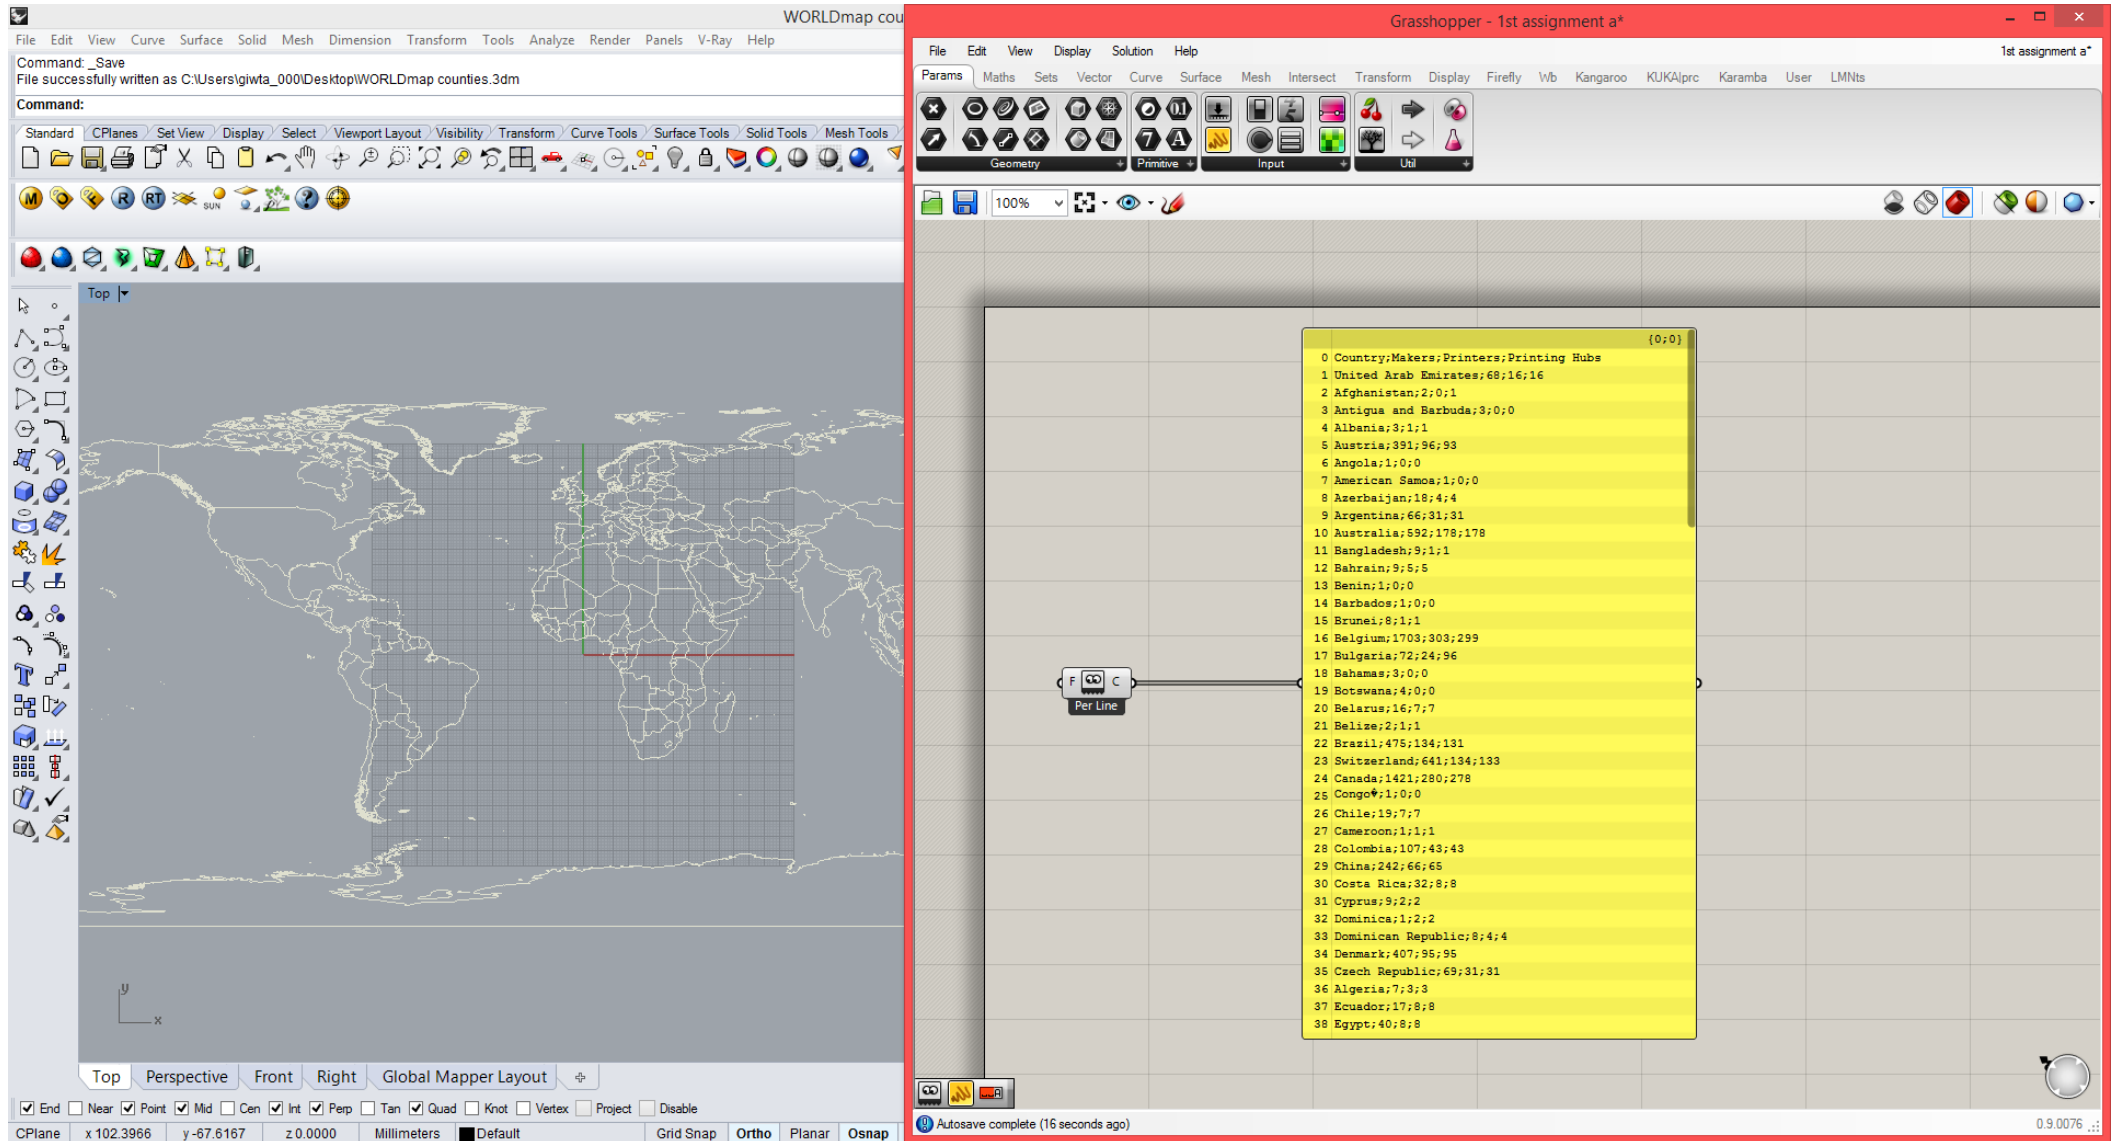 WORLDmap cou
File Edit View Curve Surface Solid Mesh Dimension Transform Tools Analyze Render Panels V-Ray Help
Command: _Save
File successfully written as C:\Users\giwta_000\Desktop\WORLDmap counties.3dm
Command:
Standard CPlanes Set View Display Select Viewport Layout Visibility Transform Curve Tools Surface Tools Solid Tools Mesh Tools
M R RT SUN
Top
y
x
Top Perspective Front Right Global Mapper Layout
End Near Point Mid Cen Int Perp Tan Quad Knot Vertex Project Disable
CPlane x 102.3966 y -67.6167 z 0.0000 Millimeters Default Grid Snap Ortho Planar Osnap
Grasshopper - 1st assignment a*
File Edit View Display Solution Help 1st assignment a*
Params Maths Sets Vector Curve Surface Mesh Intersect Transform Display Firefly Wb Kangaroo KUKA|prc Karamba User LMNts
Geometry Primitive Input Util
100%
{0;0}
0 Country;Makers;Printers;Printing Hubs
1 United Arab Emirates;68;16;16
2 Afghanistan;2;0;1
3 Antigua and Barbuda;3;0;0
4 Albania;3;1;1
5 Austria;391;96;93
6 Angola;1;0;0
7 American Samoa;1;0;0
8 Azerbaijan;18;4;4
9 Argentina;66;31;31
10 Australia;592;178;178
11 Bangladesh;9;1;1
12 Bahrain;9;5;5
13 Benin;1;0;0
14 Barbados;1;0;0
15 Brunei;8;1;1
16 Belgium;1703;303;299
17 Bulgaria;72;24;96
18 Bahamas;3;0;0
19 Botswana;4;0;0
20 Belarus;16;7;7
21 Belize;2;1;1
22 Brazil;475;134;131
23 Switzerland;641;134;133
24 Canada;1421;280;278
25 Congo�;1;0;0
26 Chile;19;7;7
27 Cameroon;1;1;1
28 Colombia;107;43;43
29 China;242;66;65
30 Costa Rica;32;8;8
31 Cyprus;9;2;2
32 Dominica;1;2;2
33 Dominican Republic;8;4;4
34 Denmark;407;95;95
35 Czech Republic;69;31;31
36 Algeria;7;3;3
37 Ecuador;17;8;8
38 Egypt;40;8;8
F C
Per Line
Autosave complete (16 seconds ago) 0.9.0076